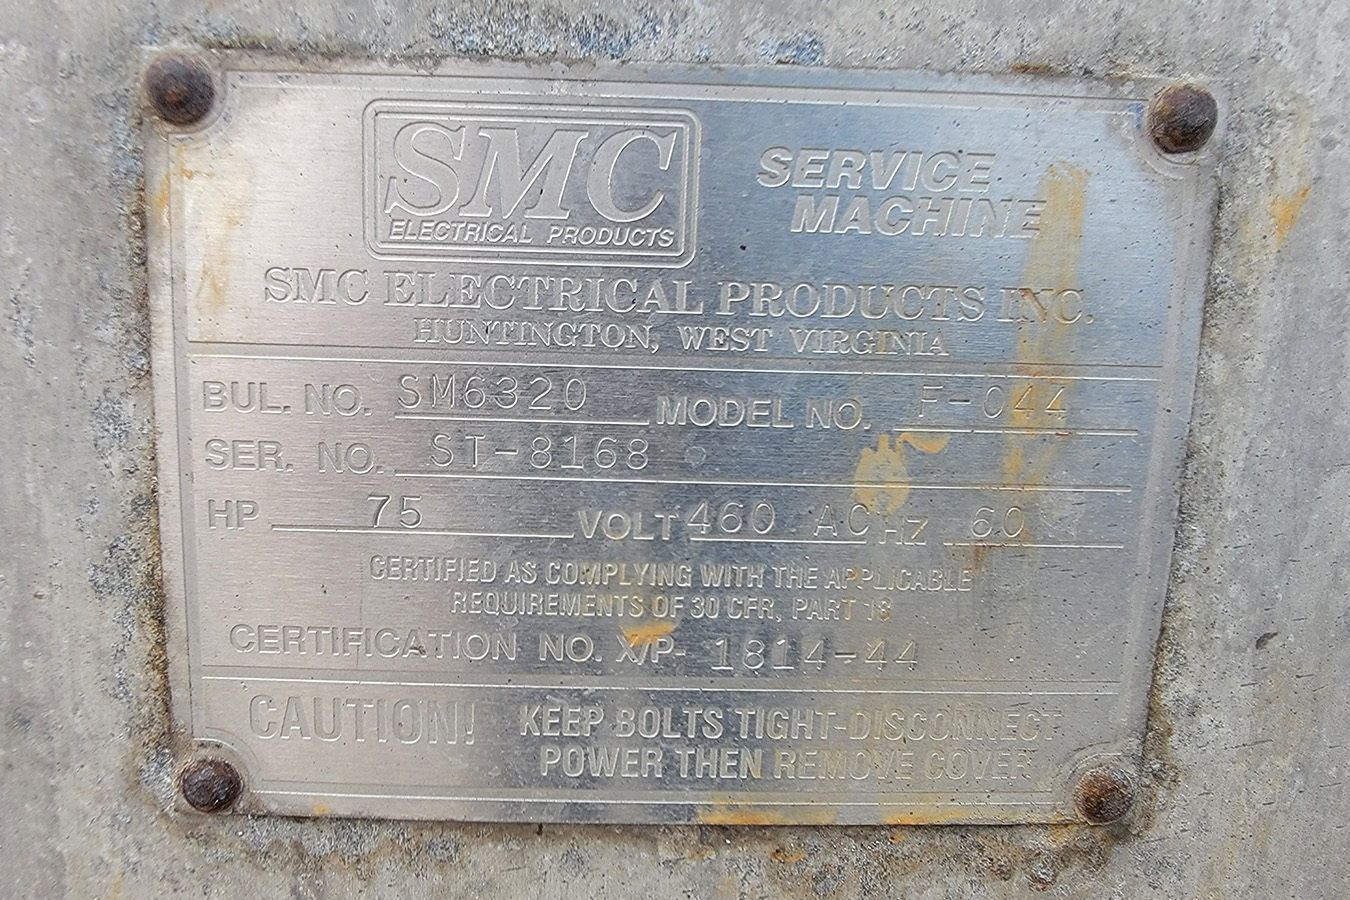 SMC
ELECTRICAL PRODUCTS
SERVICE
MACHINE
SMC ELECTRICAL PRODUCTS INC.
HUNTINGTON, WEST VIRGINIA
BUL. NO. SM6320 MODEL NO. F-044
SER. NO. ST-8168
HP 75 VOLT 460 AC HZ 60
CERTIFIED AS COMPLYING WITH THE APPLICABLE
REQUIREMENTS OF 30 CFR, PART 18
CERTIFICATION NO. X/P- 1814-44
CAUTION! KEEP BOLTS TIGHT-DISCONNECT
POWER THEN REMOVE COVER